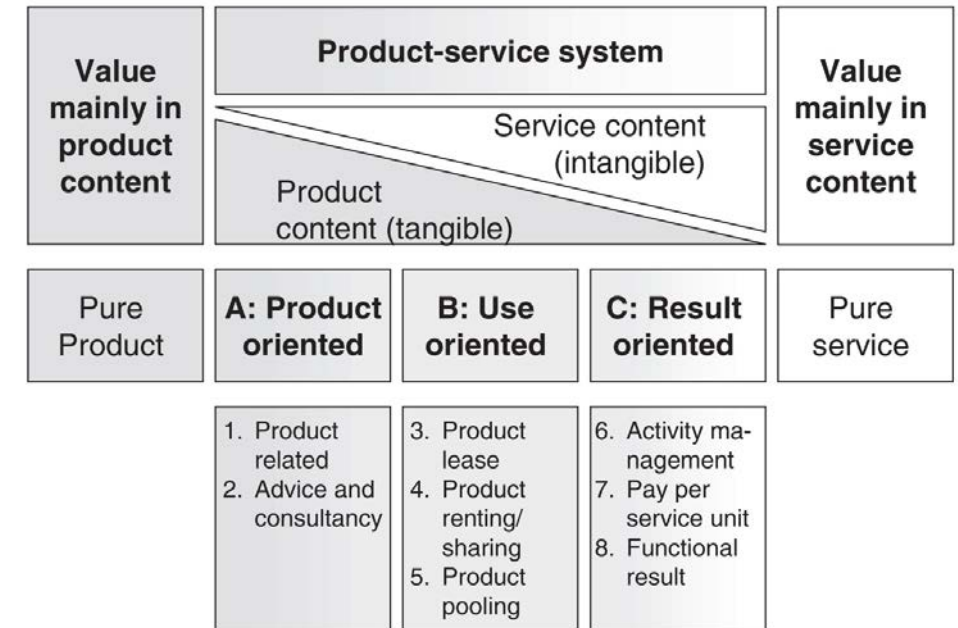 Value
mainly in
product
content
Product-service system
Service content
(intangible)
Product
content (tangible)
Value
mainly in
service
content
Pure
Product
A: Product
oriented
B: Use
oriented
C: Result
oriented
Pure
service
1. Product
related
2. Advice and
consultancy
3. Product
lease
4. Product
renting/
sharing
5. Product
pooling
6. Activity ma-
nagement
7. Pay per
service unit
8. Functional
result